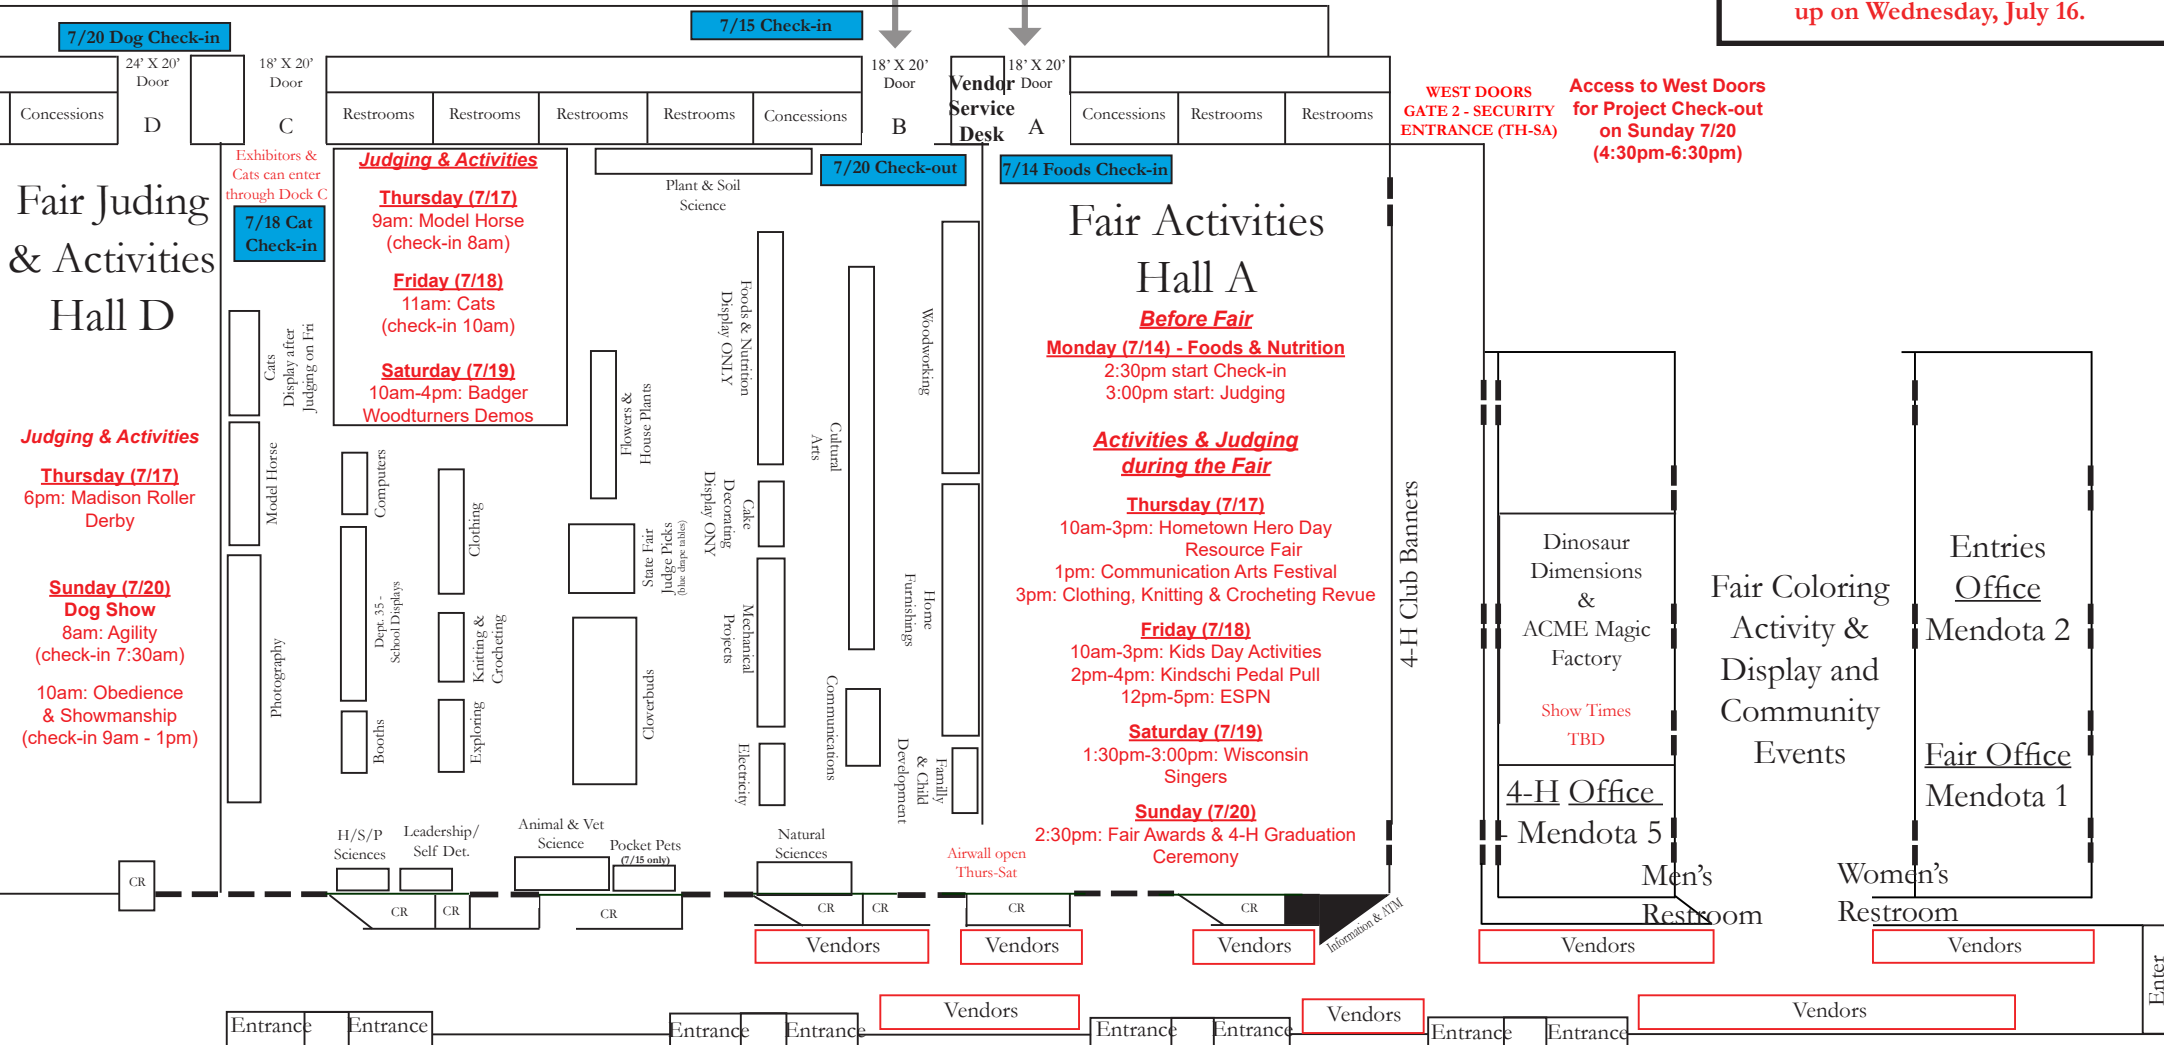 up on Wednesday, July 16.
7/20 Dog Check-in
7/15 Check-in
24' X 20'
Door
D
18' X 20'
Door
C
18' X 20'
Door
B
Vendor
Service
Desk
18' X 20'
Door
A
Concessions
Restrooms
Restrooms
Restrooms
Restrooms
Concessions
Concessions
Restrooms
Restrooms
WEST DOORS
GATE 2 - SECURITY
ENTRANCE (TH-SA)
Access to West Doors
for Project Check-out
on Sunday 7/20
(4:30pm-6:30pm)
Fair Juding
& Activities
Hall D
Judging & Activities
Thursday (7/17)
6pm: Madison Roller
Derby
Sunday (7/20)
Dog Show
8am: Agility
(check-in 7:30am)
10am: Obedience
& Showmanship
(check-in 9am - 1pm)
Exhibitors &
Cats can enter
through Dock C
7/18 Cat
Check-in
Judging & Activities
Thursday (7/17)
9am: Model Horse
(check-in 8am)
Friday (7/18)
11am: Cats
(check-in 10am)
Saturday (7/19)
10am-4pm: Badger
Woodturners Demos
Plant & Soil
Science
7/20 Check-out
7/14 Foods Check-in
Cats
Display after
Judging on Fri
Model Horse
Photography
Computers
Dept. 35 -
School Displays
Booths
Clothing
Knitting &
Crocheting
Exploring
Flowers &
House Plants
State Fair
Judge Picks
(blue drape tables)
Cloverbuds
Foods & Nutrition
Display ONLY
Cake
Decorating
Display ONY
Mechanical
Projects
Electricity
Cultural
Arts
Communications
Woodworking
Home
Furnishings
Familly
& Child
Development
H/S/P
Sciences
Leadership/
Self Det.
Animal & Vet
Science
Pocket Pets
(7/15 only)
Natural
Sciences
Airwall open
Thurs-Sat
Fair Activities
Hall A
Before Fair
Monday (7/14) - Foods & Nutrition
2:30pm start Check-in
3:00pm start: Judging
Activities & Judging
during the Fair
Thursday (7/17)
10am-3pm: Hometown Hero Day
Resource Fair
1pm: Communication Arts Festival
3pm: Clothing, Knitting & Crocheting Revue
Friday (7/18)
10am-3pm: Kids Day Activities
2pm-4pm: Kindschi Pedal Pull
12pm-5pm: ESPN
Saturday (7/19)
1:30pm-3:00pm: Wisconsin
Singers
Sunday (7/20)
2:30pm: Fair Awards & 4-H Graduation
Ceremony
4-H Club Banners
Dinosaur
Dimensions
&
ACME Magic
Factory
Show Times
TBD
4-H Office
- Mendota 5
Fair Coloring
Activity &
Display and
Community
Events
Entries
Office
Mendota 2
Fair Office
Mendota 1
Men's
Restroom
Women's
Restroom
CR
CR
CR
CR
CR
CR
CR
CR
Information & ATM
Vendors
Vendors
Vendors
Vendors
Vendors
Enter
Vendors
Vendors
Vendors
Entrance
Entrance
Entrance
Entrance
Entrance
Entrance
Entrance
Entrance